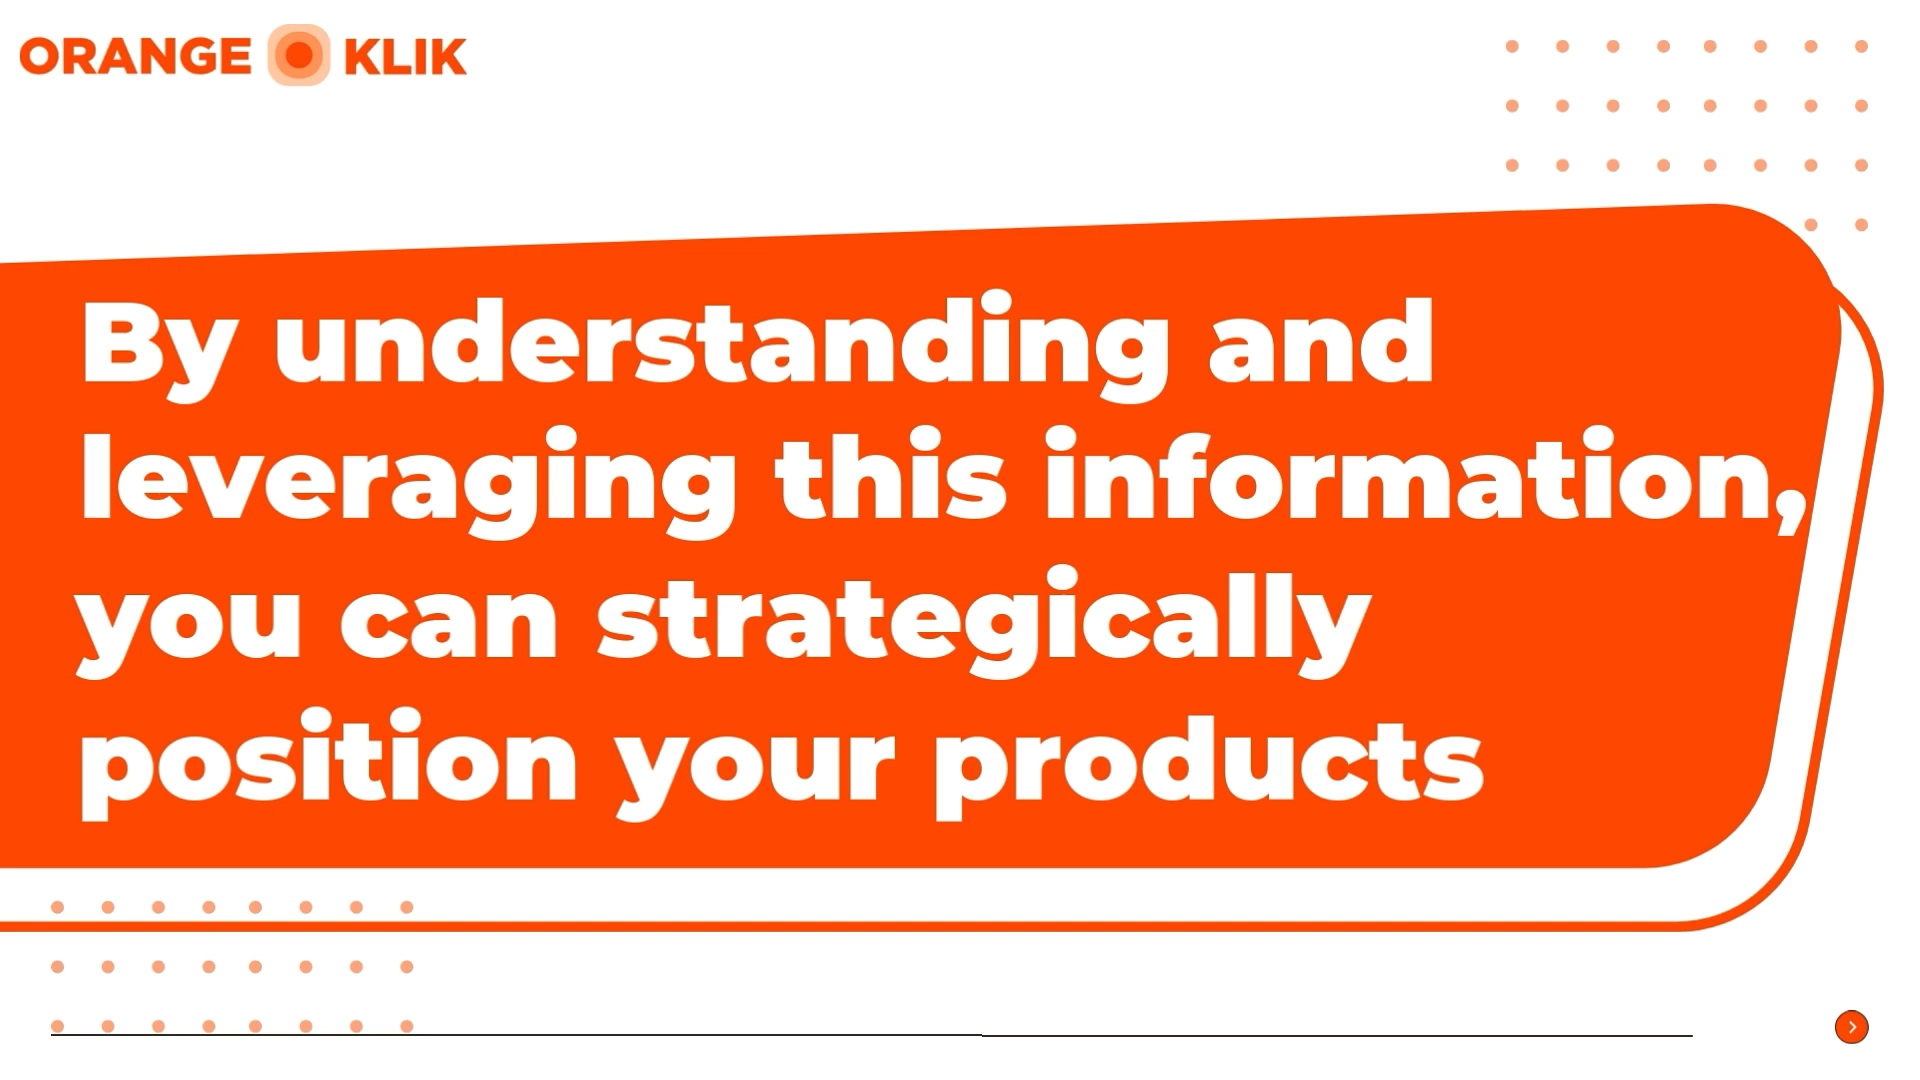 ORANGE KLIK
By understanding and
leveraging this information,
you can strategically
position your products